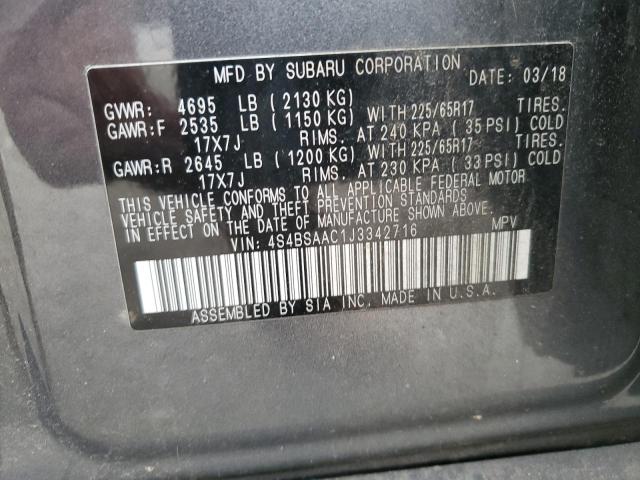 MFD BY SUBARU CORPORATION DATE: 03/18
GVWR: 4695 LB (2130 KG)
GAWR:F 2535 LB (1150 KG) WITH 225/65R17 TIRES.
17X7J RIMS. AT 240 KPA (35 PSI) COLD
GAWR:R 2645 LB (1200 KG) WITH 225/65R17 TIRES.
17X7J RIMS. AT 230 KPA (33 PSI) COLD
THIS VEHICLE CONFORMS TO ALL APPLICABLE FEDERAL MOTOR
VEHICLE SAFETY AND THEFT PREVENTION STANDARDS IN EFFECT
ON THE DATE OF MANUFACTURE SHOWN ABOVE.
VIN: 4S4BSAAC1J3342716 MPV
ASSEMBLED BY SIA INC, MADE IN U.S.A.